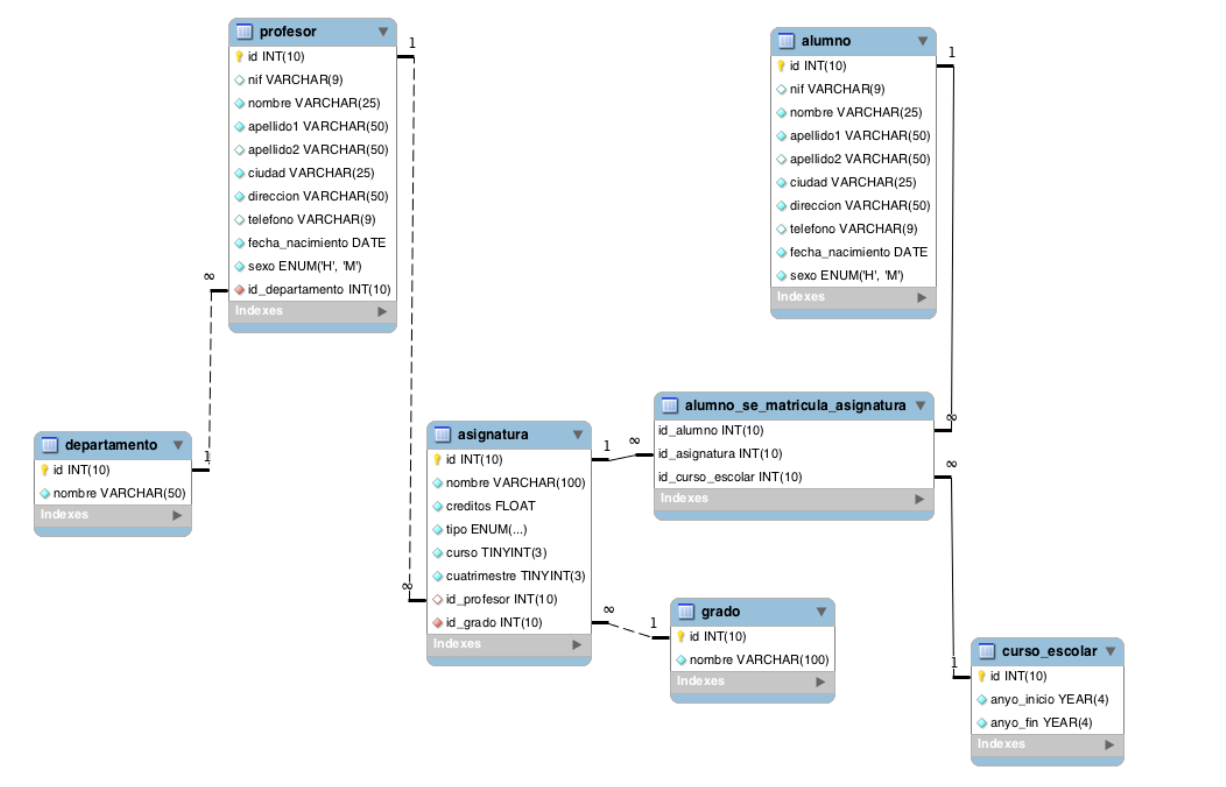 profesor
id INT(10)
nif VARCHAR(9)
nombre VARCHAR(25)
apellido1 VARCHAR(50)
apellido2 VARCHAR(50)
ciudad VARCHAR(25)
direccion VARCHAR(50)
telefono VARCHAR(9)
fecha_nacimiento DATE
sexo ENUM('H', 'M')
id_departamento INT(10)
Indexes
1
∞
alumno
id INT(10)
nif VARCHAR(9)
nombre VARCHAR(25)
apellido1 VARCHAR(50)
apellido2 VARCHAR(50)
ciudad VARCHAR(25)
direccion VARCHAR(50)
telefono VARCHAR(9)
fecha_nacimiento DATE
sexo ENUM('H', 'M')
Indexes
1
departamento
id INT(10)
nombre VARCHAR(50)
Indexes
1
asignatura
id INT(10)
nombre VARCHAR(100)
creditos FLOAT
tipo ENUM(...)
curso TINYINT(3)
cuatrimestre TINYINT(3)
id_profesor INT(10)
id_grado INT(10)
Indexes
∞
1
∞
∞
1
alumno_se_matricula_asignatura
id_alumno INT(10)
id_asignatura INT(10)
id_curso_escolar INT(10)
Indexes
∞
∞
grado
id INT(10)
nombre VARCHAR(100)
Indexes
1
curso_escolar
id INT(10)
anyo_inicio YEAR(4)
anyo_fin YEAR(4)
Indexes